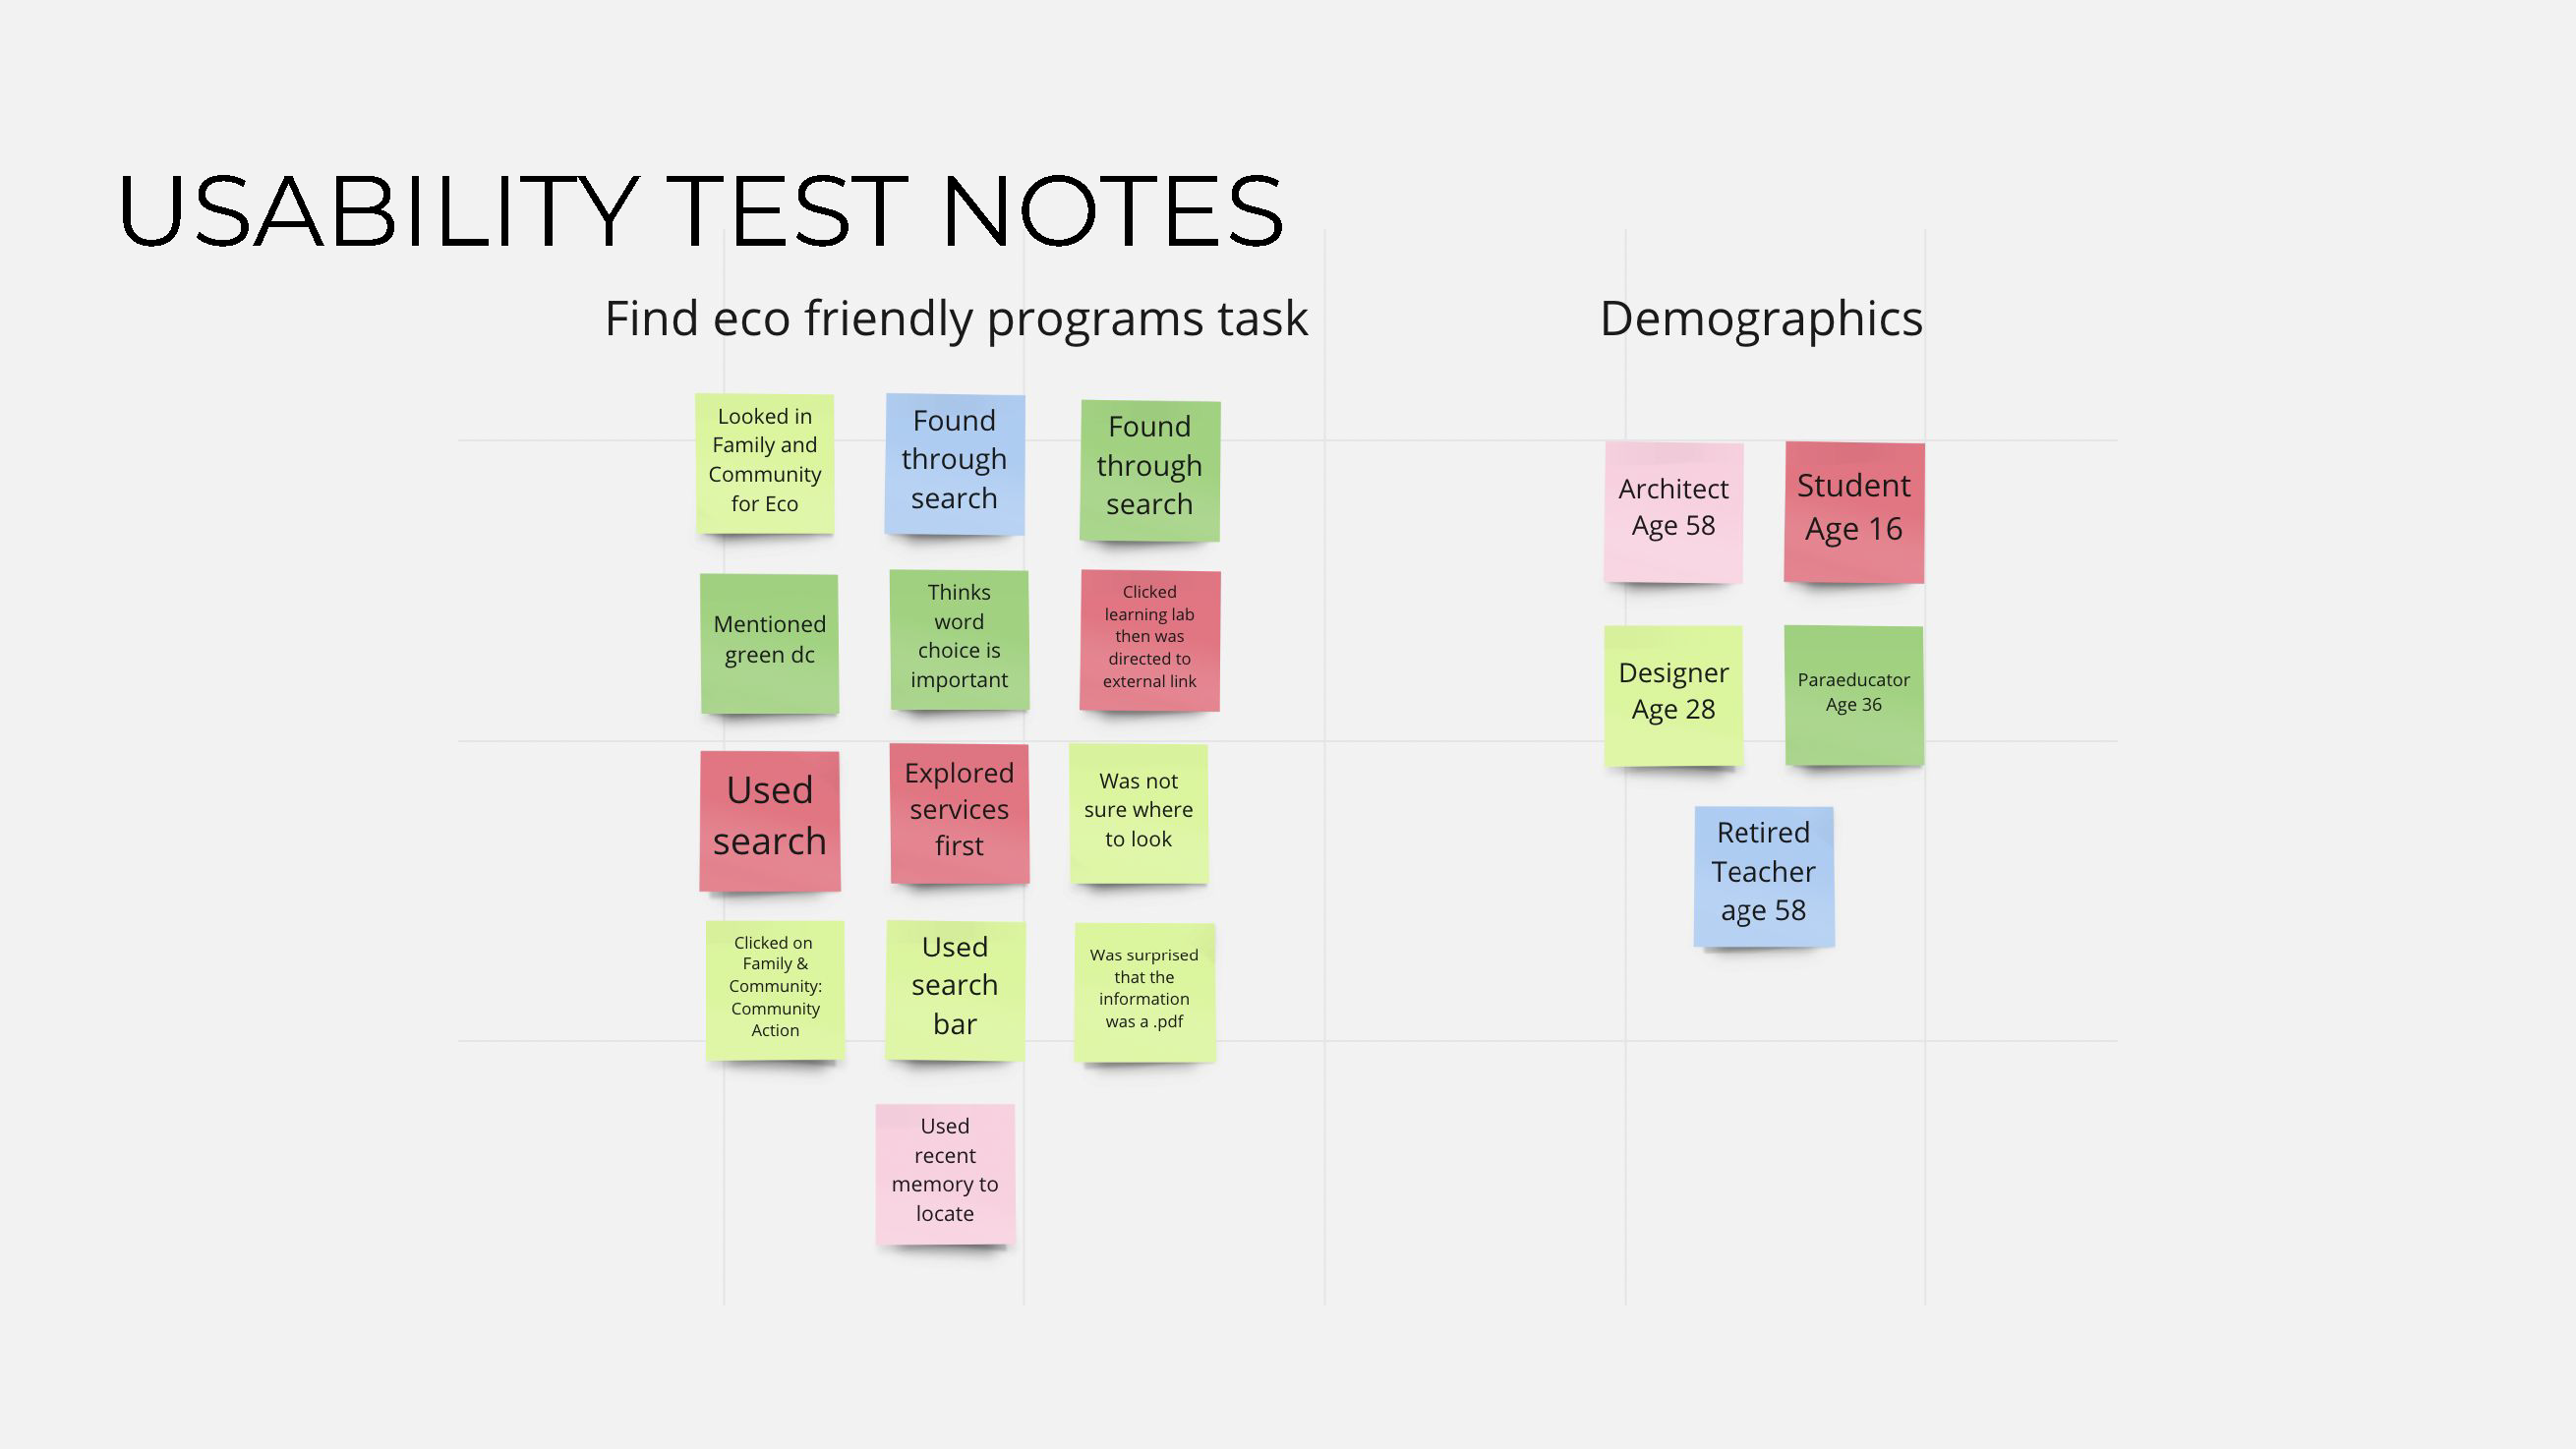 USABILITY TEST NOTES
Find eco friendly programs task
Looked in
Family and
Community
for Eco
Found
through
search
Found
through
search
Mentioned
green dc
Thinks
word
choice is
important
Clicked
learning lab
then was
directed to
external link
Used
search
Explored
services
first
Was not
sure where
to look
Clicked on
Family &
Community:
Community
Action
Used
search
bar
Was surprised
that the
information
was a .pdf
Used
recent
memory to
locate
Demographics
Architect
Age 58
Student
Age 16
Designer
Age 28
Paraeducator
Age 36
Retired
Teacher
age 58